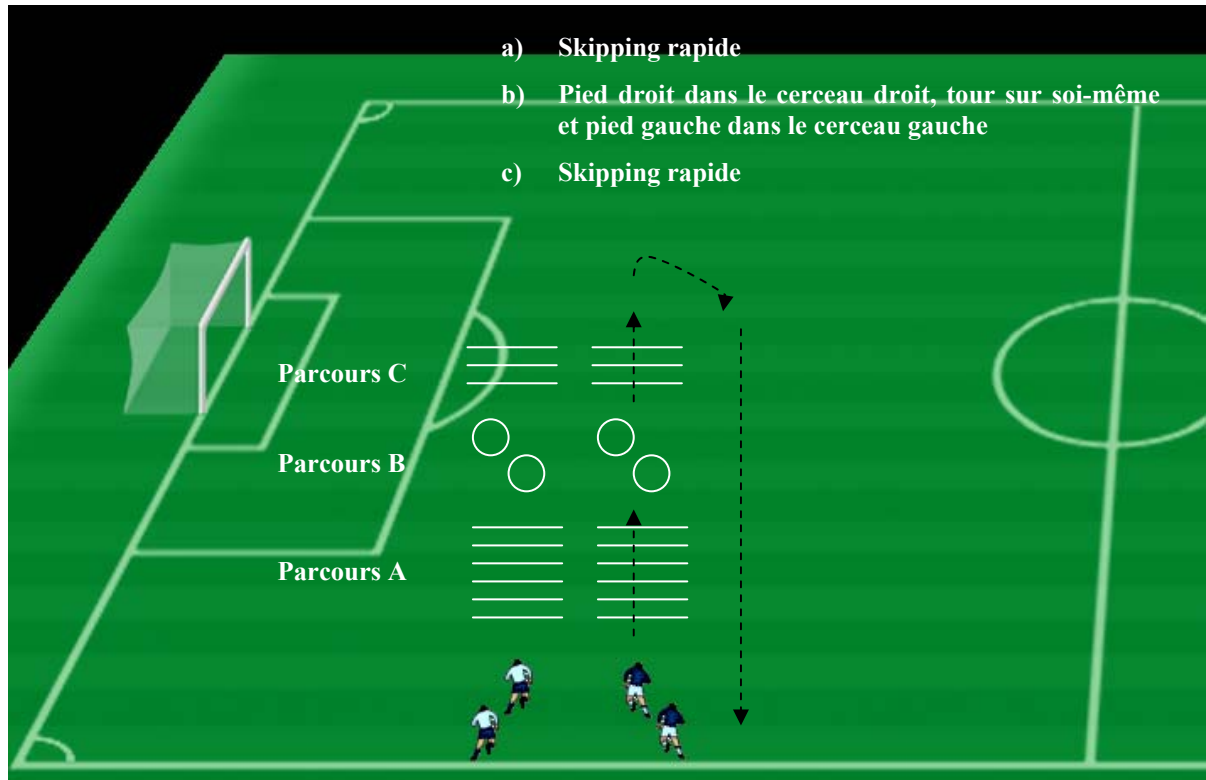 a) Skipping rapide
b) Pied droit dans le cerceau droit, tour sur soi-même
et pied gauche dans le cerceau gauche
c) Skipping rapide
Parcours C
Parcours B
Parcours A